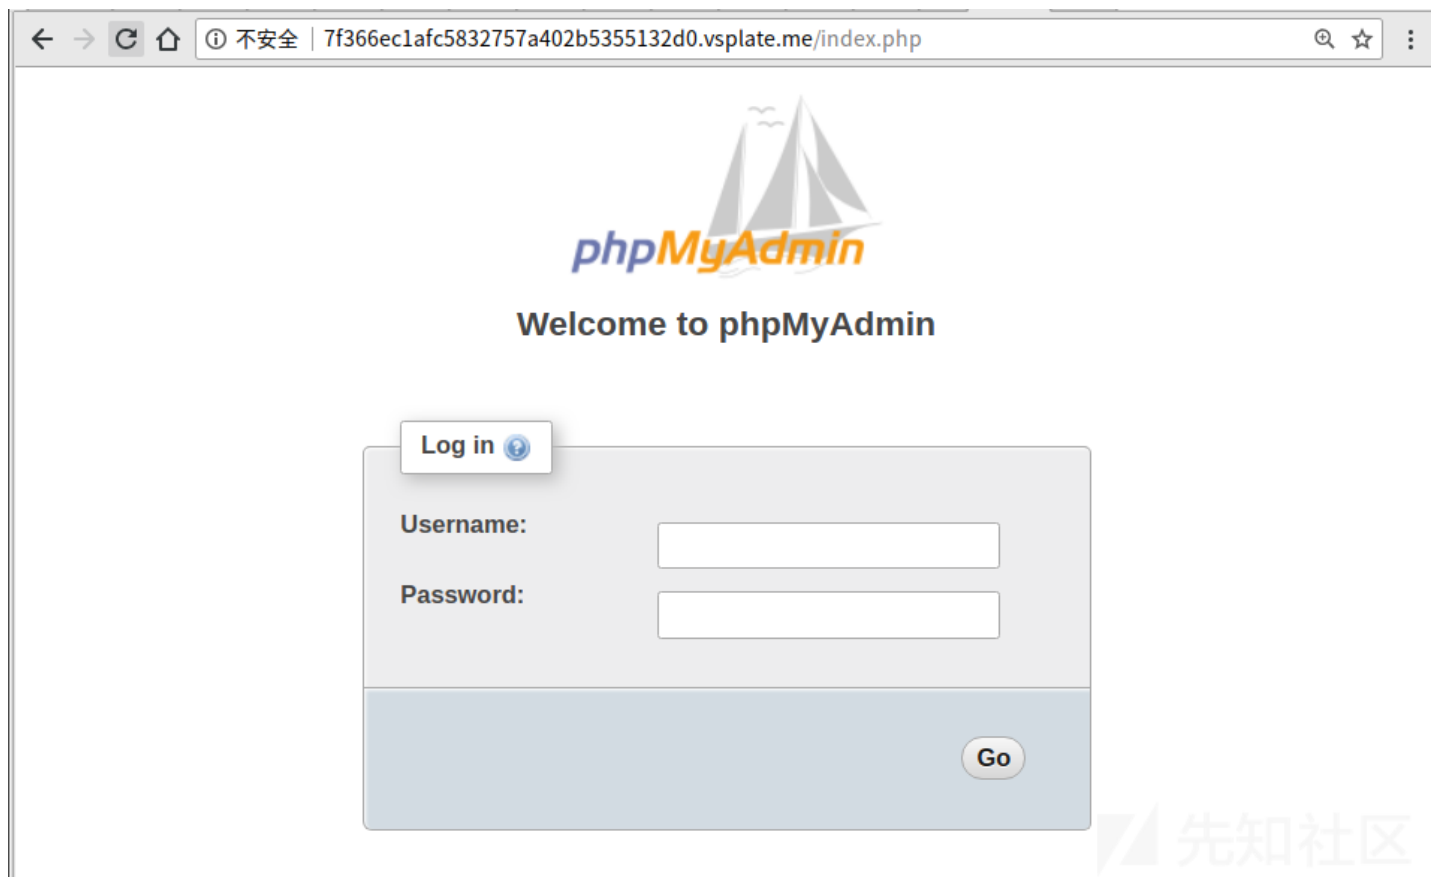 不安全 7f366ec1afc5832757a402b5355132d0.vsplate.me/index.php
phpMyAdmin
Welcome to phpMyAdmin
Log in
Username:
Password:
Go
先知社区